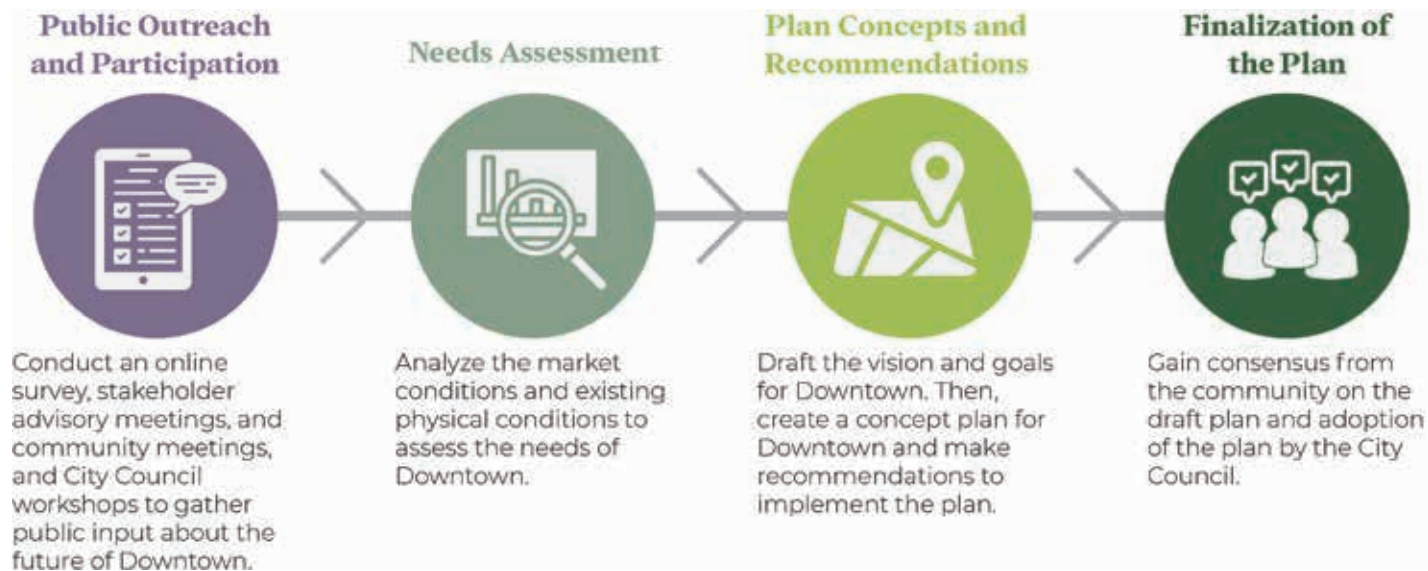 Public Outreach
and Participation
Conduct an online
survey, stakeholder
advisory meetings, and
community meetings,
and City Council
workshops to gather
public input about the
future of Downtown.
Needs Assessment
Analyze the market
conditions and existing
physical conditions to
assess the needs of
Downtown.
Plan Concepts and
Recommendations
Draft the vision and goals
for Downtown. Then,
create a concept plan for
Downtown and make
recommendations to
implement the plan.
Finalization of
the Plan
Gain consensus from
the community on the
draft plan and adoption
of the plan by the City
Council.